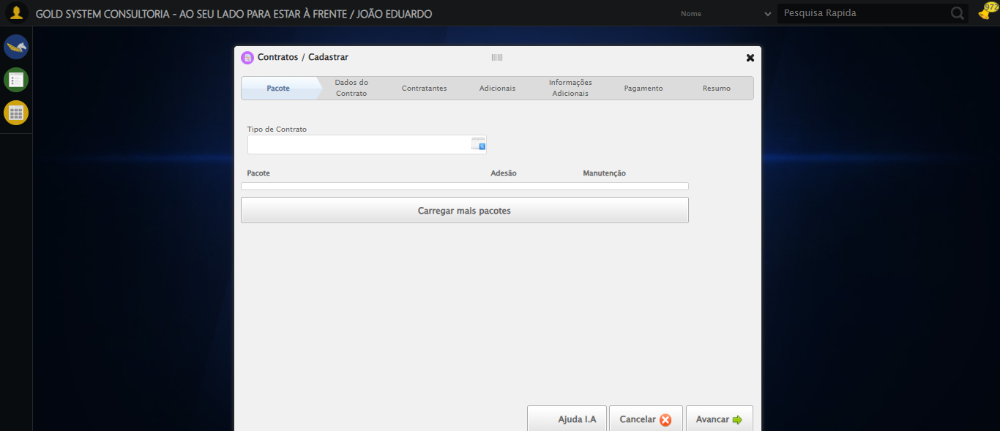 GOLD SYSTEM CONSULTORIA - AO SEU LADO PARA ESTAR À FRENTE / JOÃO EDUARDO
Nome
Pesquisa Rapida
972
Contratos / Cadastrar
Pacote
Dados do
Contrato
Contratantes
Adicionais
Informações
Adicionais
Pagamento
Resumo
Tipo de Contrato
Pacote
Adesão
Manutenção
Carregar mais pacotes
Ajuda I.A
Cancelar
Avancar